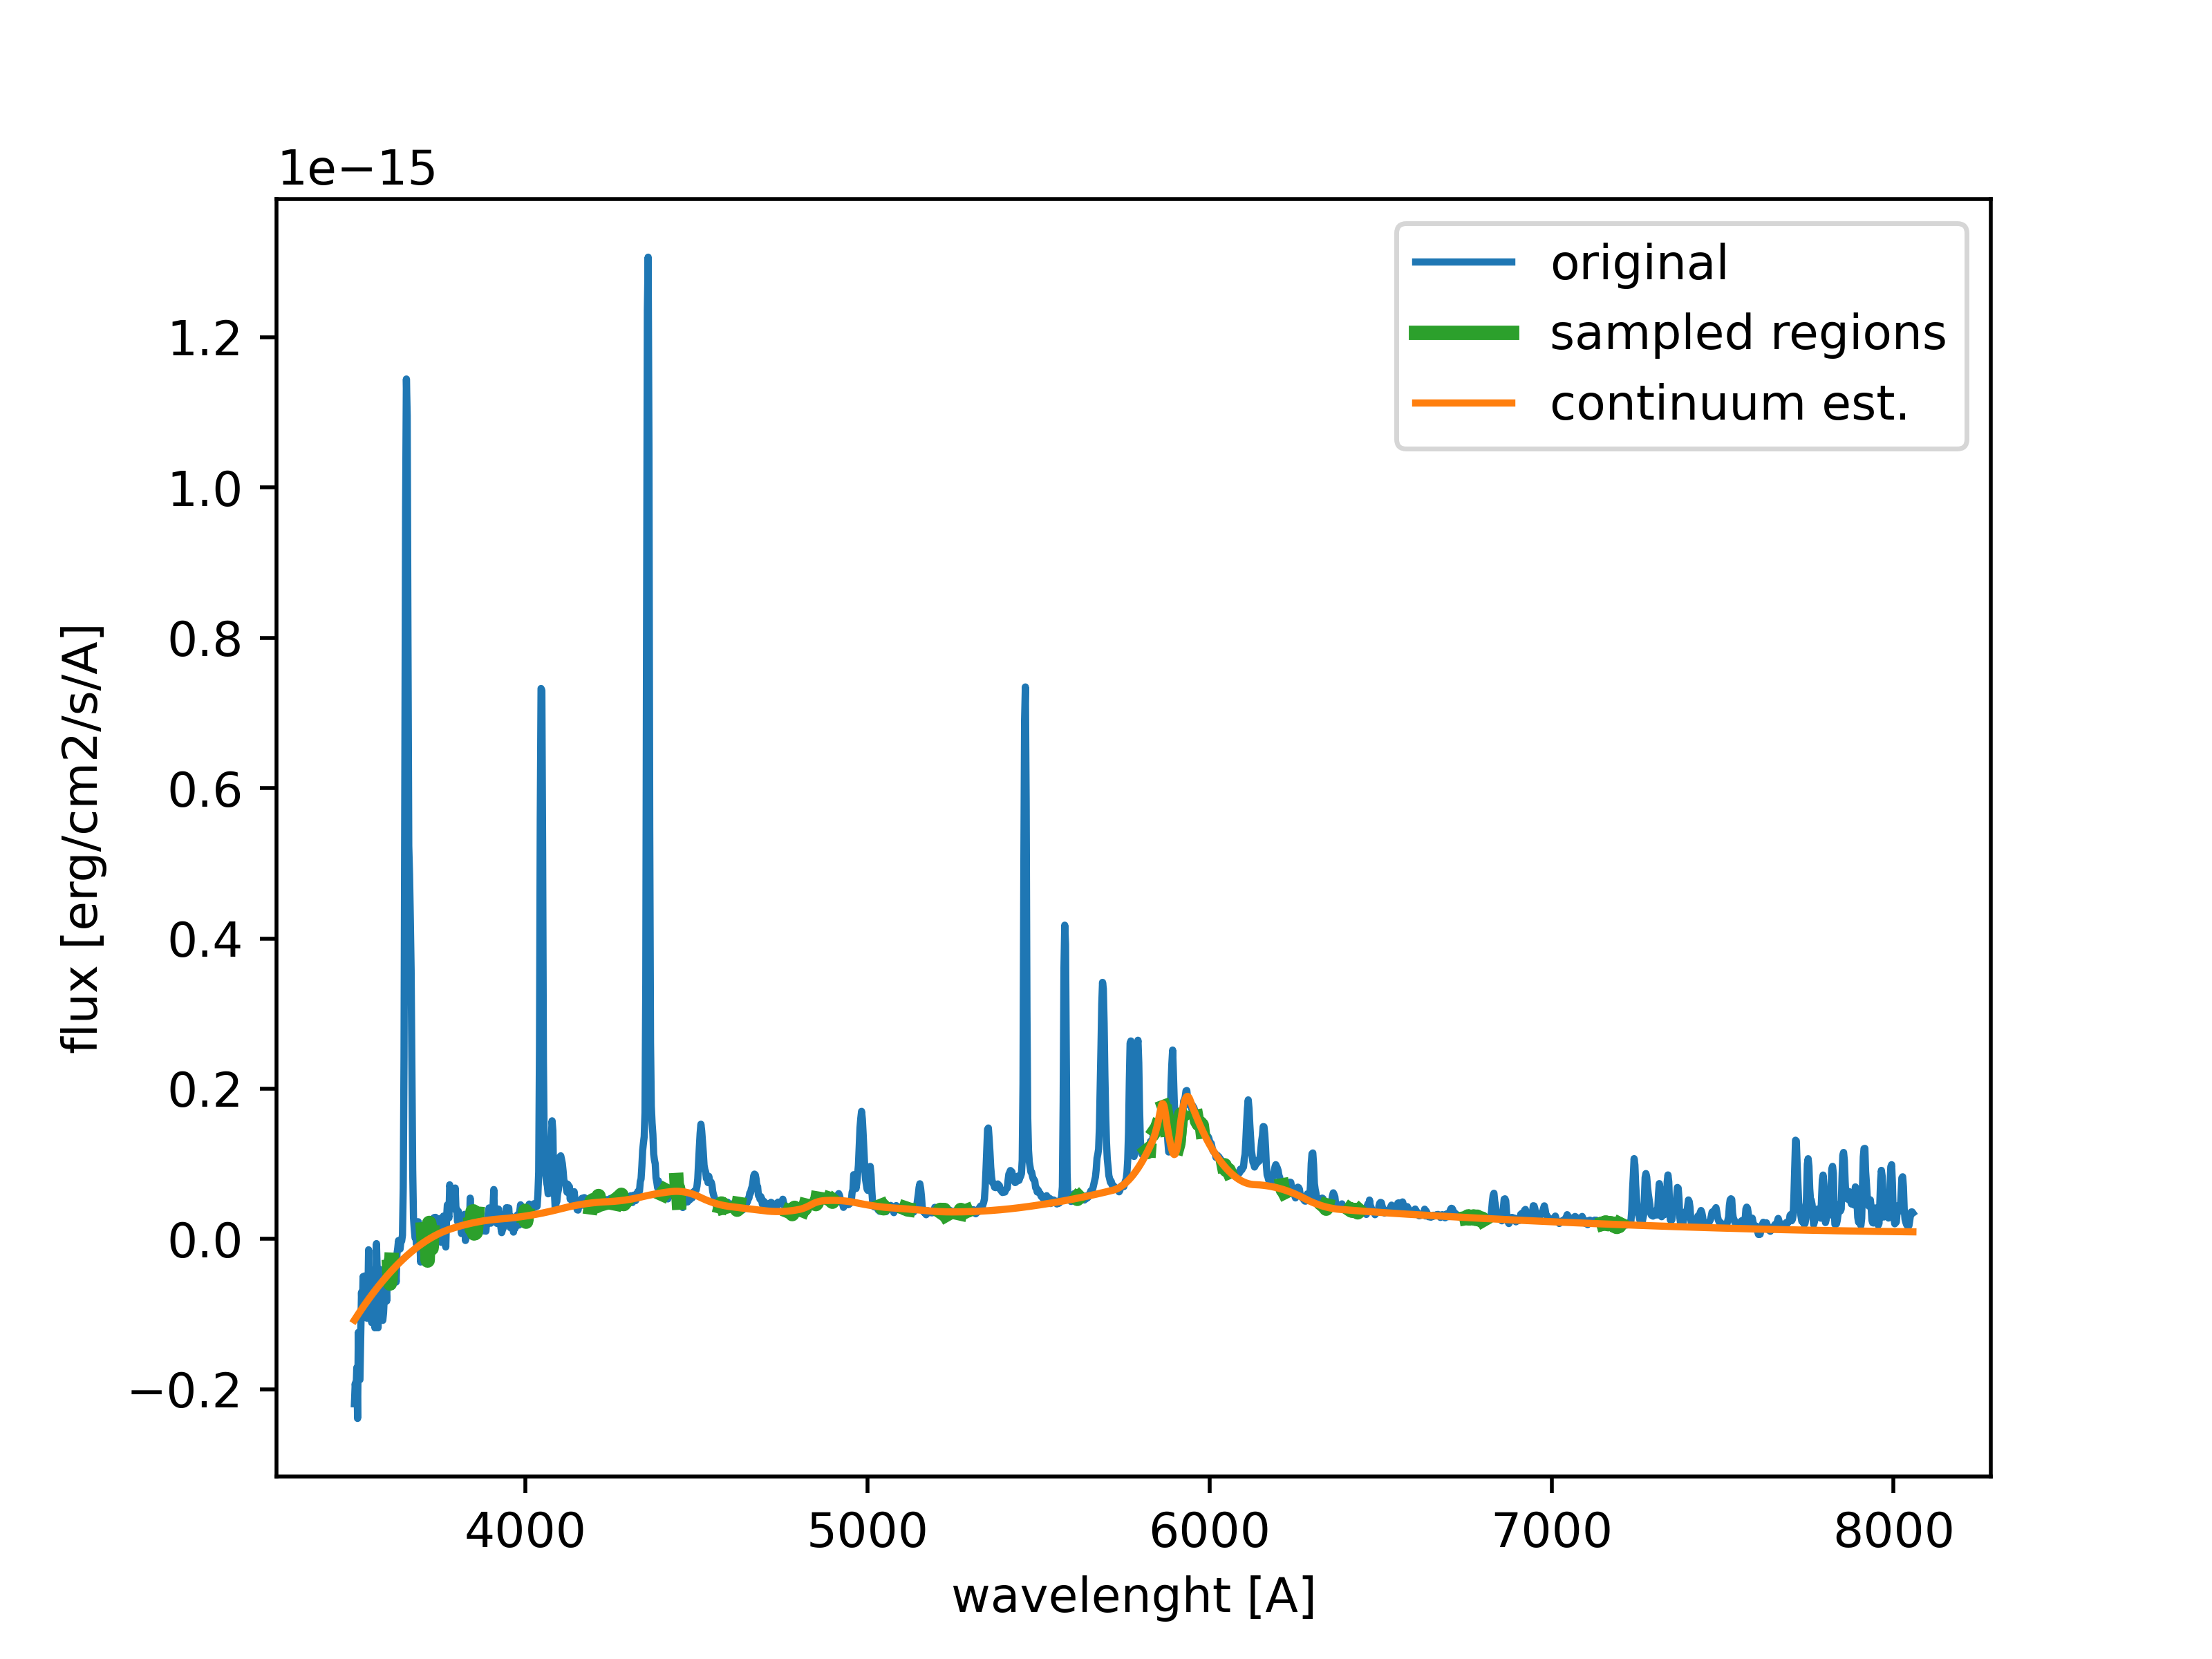 1e−15
original
sampled regions
continuum est.
1.2
1.0
0.8
0.6
0.4
0.2
0.0
−0.2
flux [erg/cm2/s/A]
4000 5000 6000 7000 8000
wavelenght [A]